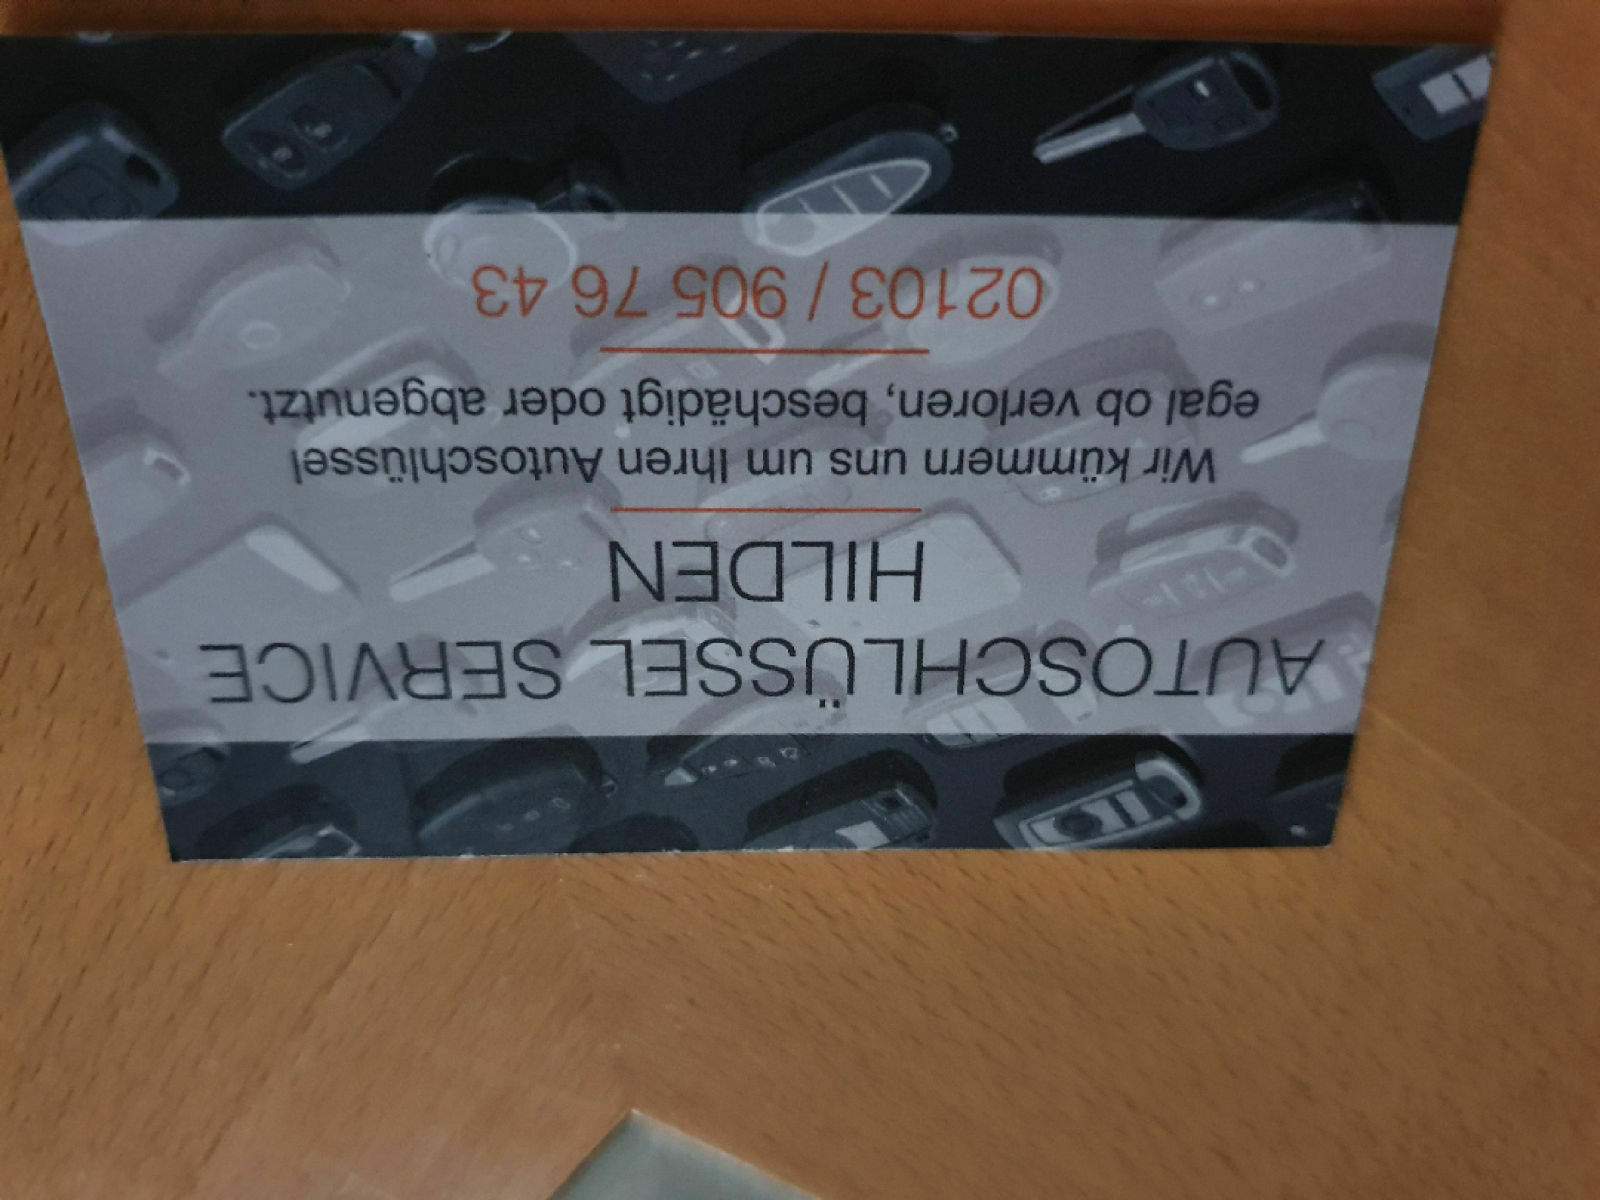 AUTOSCHLÜSSEL SERVICE
HILDEN
Wir kümmern uns um Ihren Autoschlüssel
egal ob verloren, beschädigt oder abgenutzt.
02103 / 905 76 43